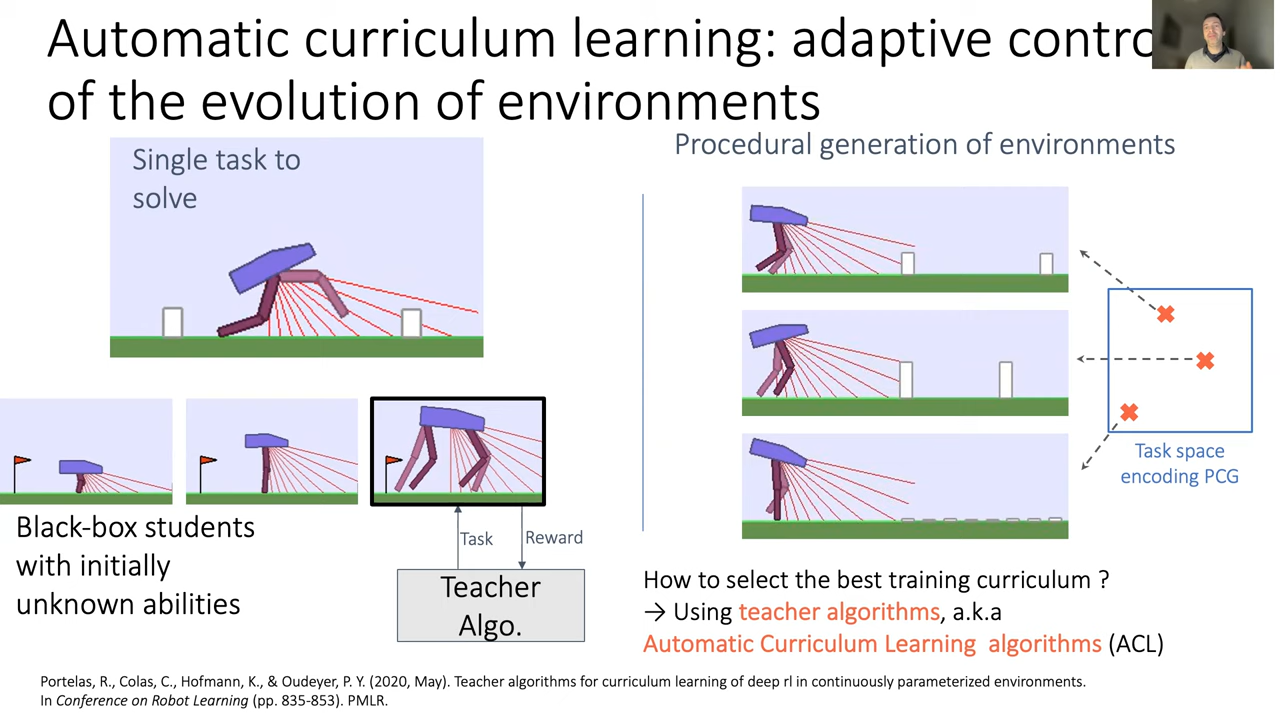 Automatic curriculum learning: adaptive contro
of the evolution of environments
Single task to
solve
Procedural generation of environments
Task space
encoding PCG
Black-box students
with initially
unknown abilities
Task
Reward
Teacher
Algo.
How to select the best training curriculum ?
→ Using teacher algorithms, a.k.a
Automatic Curriculum Learning algorithms (ACL)
Portelas, R., Colas, C., Hofmann, K., & Oudeyer, P. Y. (2020, May). Teacher algorithms for curriculum learning of deep rl in continuously parameterized environments.
In Conference on Robot Learning (pp. 835-853). PMLR.